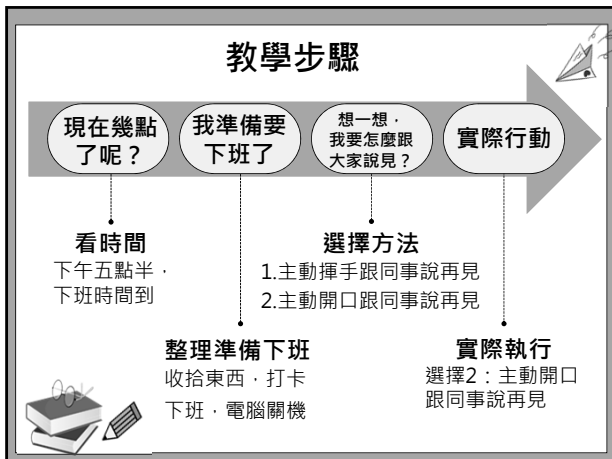 教學步驟
現在幾點
了呢？
我準備要
下班了
想一想，
我要怎麼跟
大家說見？
實際行動
看時間
下午五點半，
下班時間到
選擇方法
1.主動揮手跟同事說再見
2.主動開口跟同事說再見
整理準備下班
收拾東西，打卡
下班，電腦關機
實際執行
選擇2：主動開口
跟同事說再見